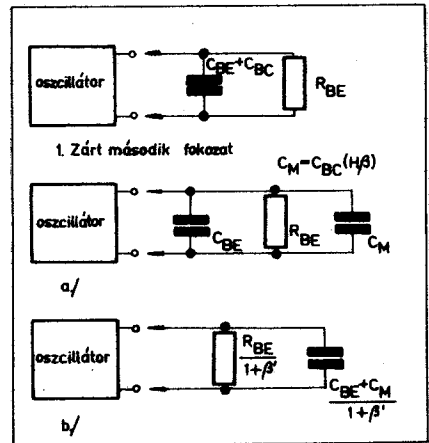 oszcillátor
C_BE+C_BC
R_BE
1. Zárt második fokozat
C_M=C_BC(H/β)
oszcillátor
C_BE
R_BE
C_M
a/
oszcillátor
R_BE
1+β'
C_BE+C_M
1+β'
b/